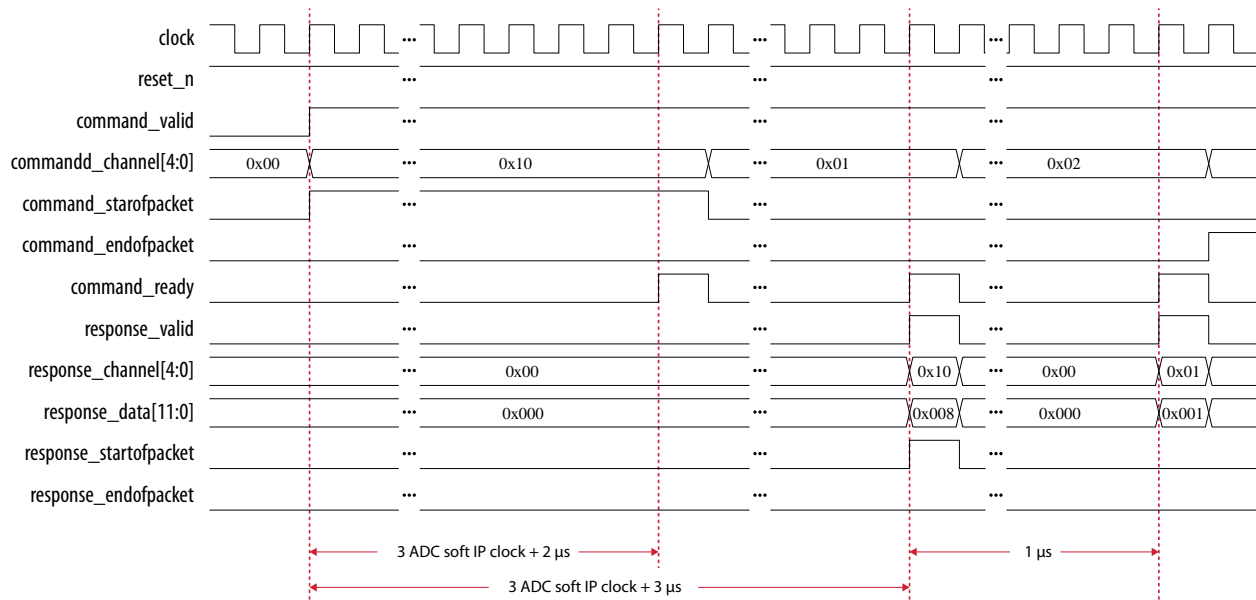 clock ... ... ...
reset_n ... ... ...
command_valid ... ... ...
commandd_channel[4:0] 0x00 ... 0x10 ... 0x01 ... 0x02
command_starofpacket ... ... ...
command_endofpacket ... ... ...
command_ready ... ... ...
response_valid ... ... ...
response_channel[4:0] ... 0x00 ... 0x10 ... 0x00 0x01
response_data[11:0] ... 0x000 ... 0x008 ... 0x000 0x001
response_startofpacket ... ... ...
response_endofpacket ... ... ...
3 ADC soft IP clock + 2 μs 1 μs
3 ADC soft IP clock + 3 μs